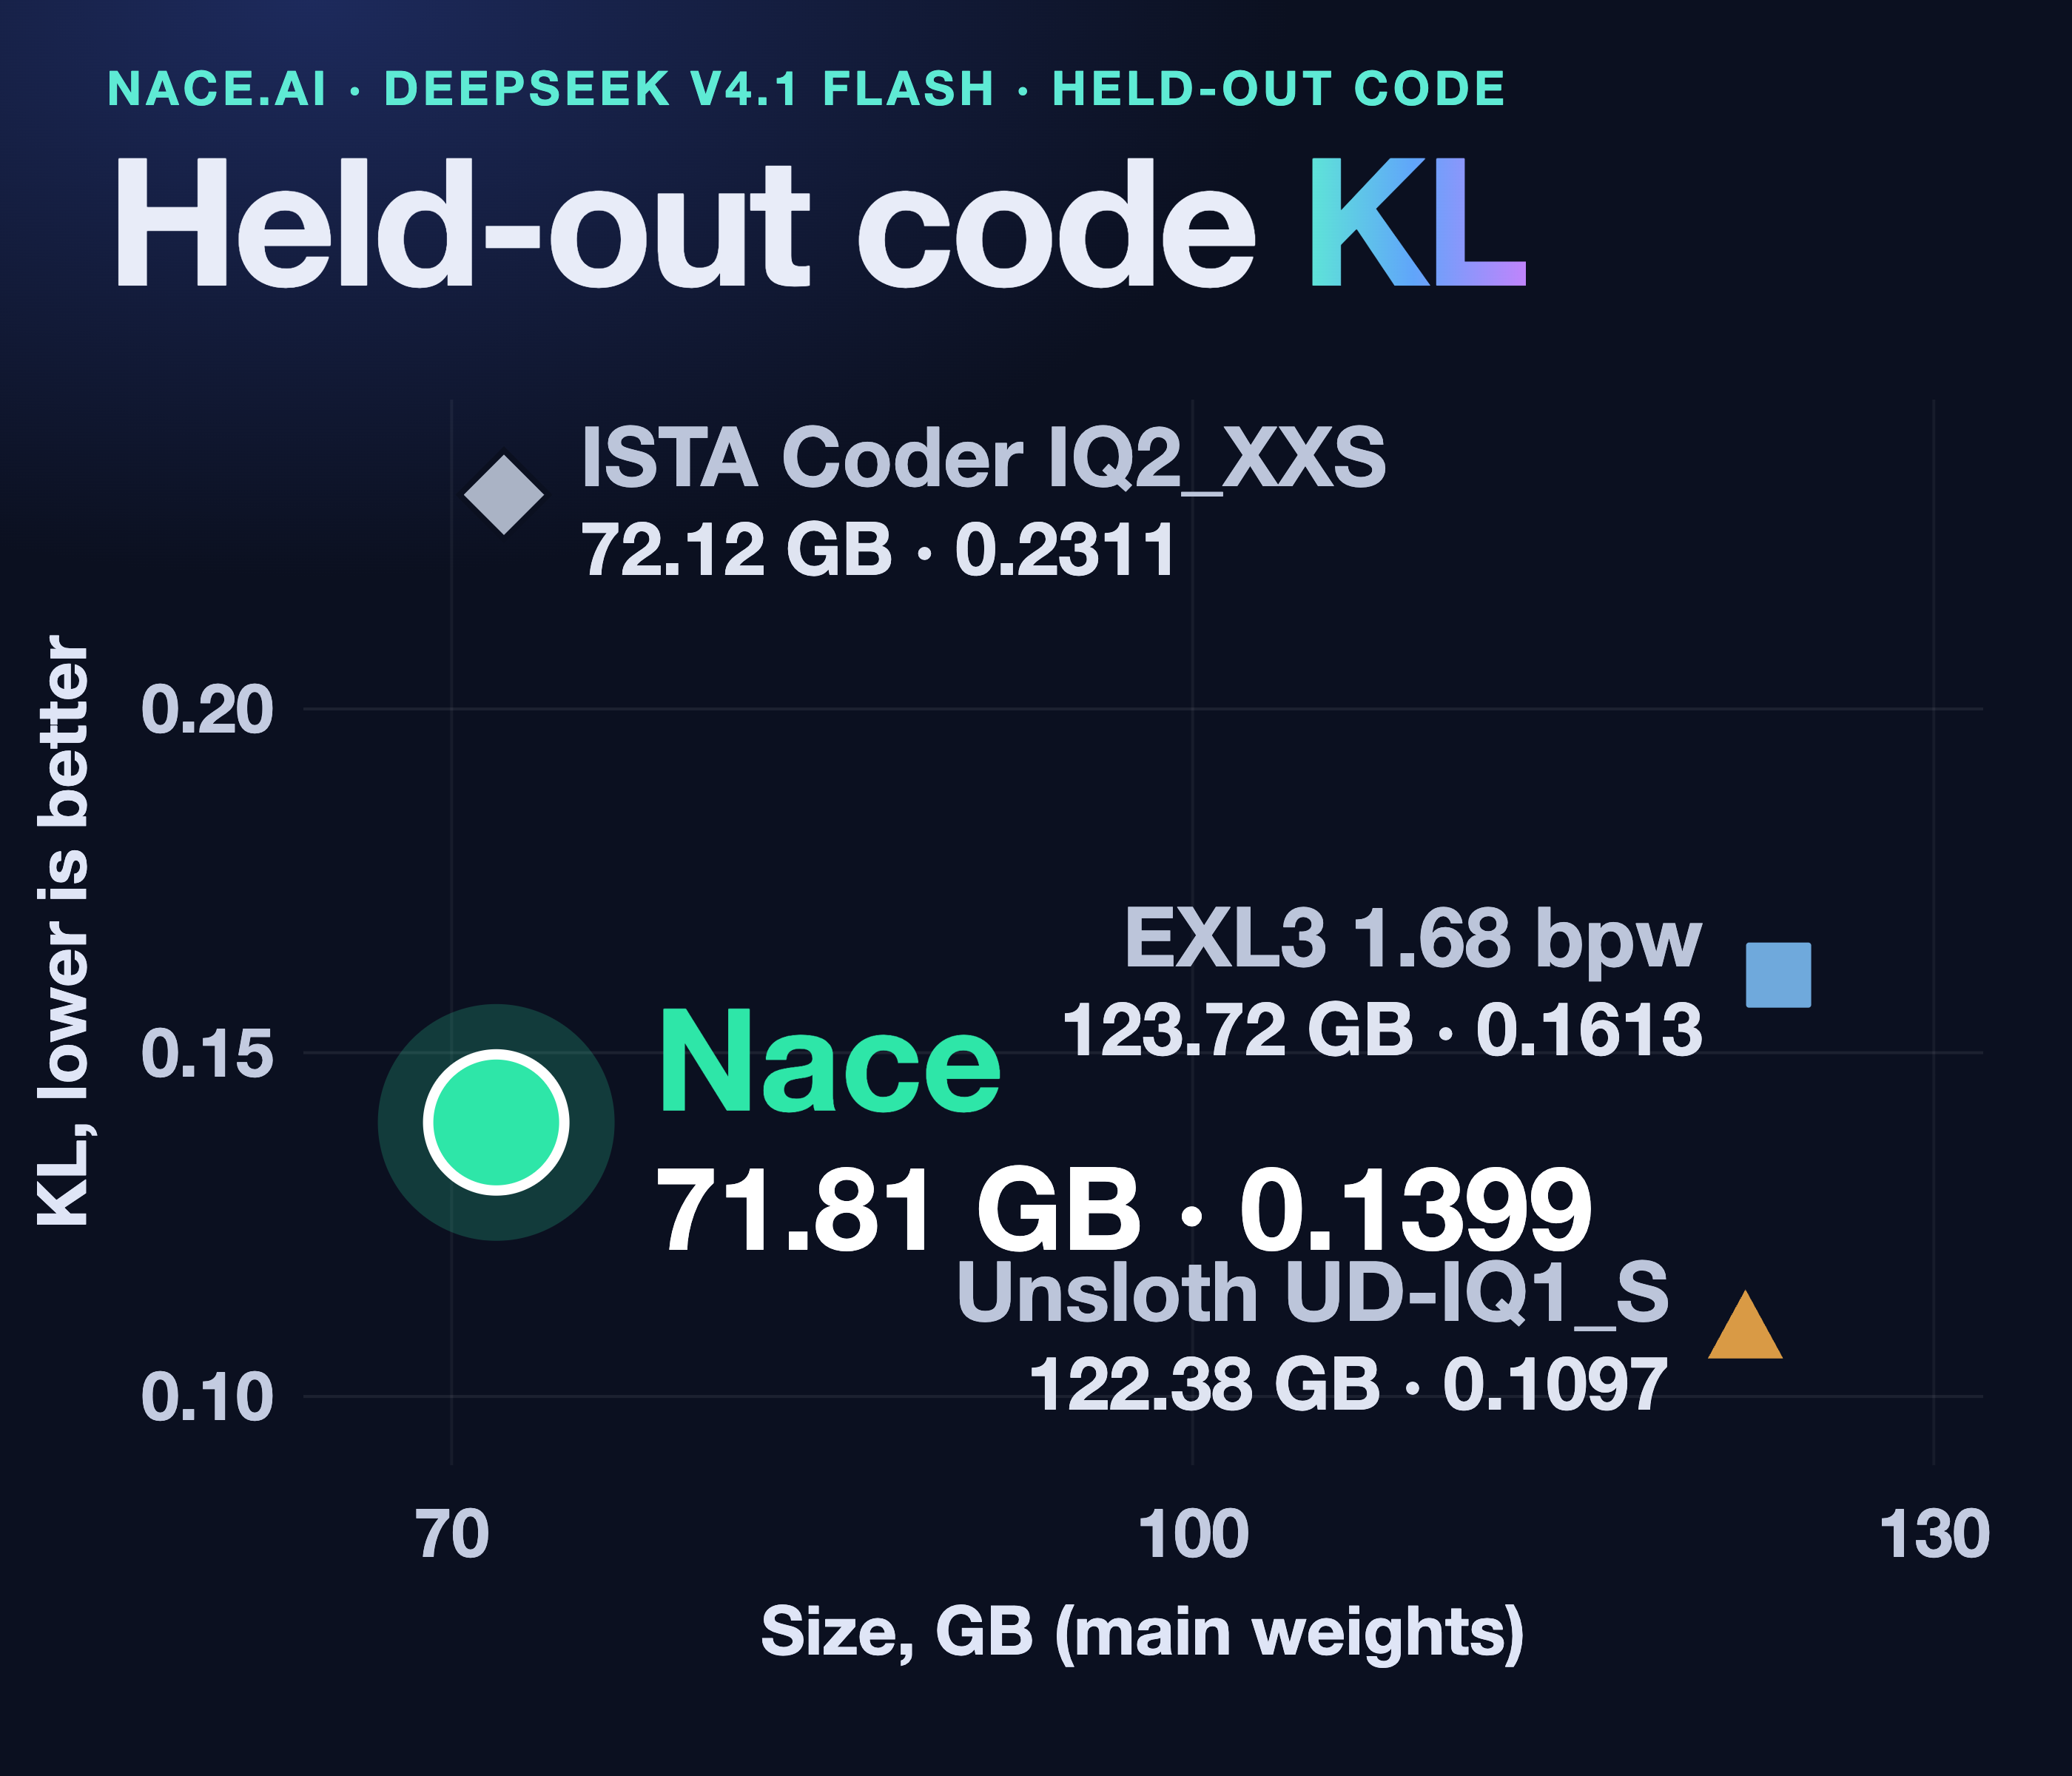 NACE.AI · DEEPSEEK V4.1 FLASH · HELD-OUT CODE
Held-out code KL
ISTA Coder IQ2_XXS
72.12 GB · 0.2311
KL, lower is better
0.20
EXL3 1.68 bpw
123.72 GB · 0.1613
0.15
Nace
71.81 GB · 0.1399
Unsloth UD-IQ1_S
122.38 GB · 0.1097
0.10
70
100
130
Size, GB (main weights)